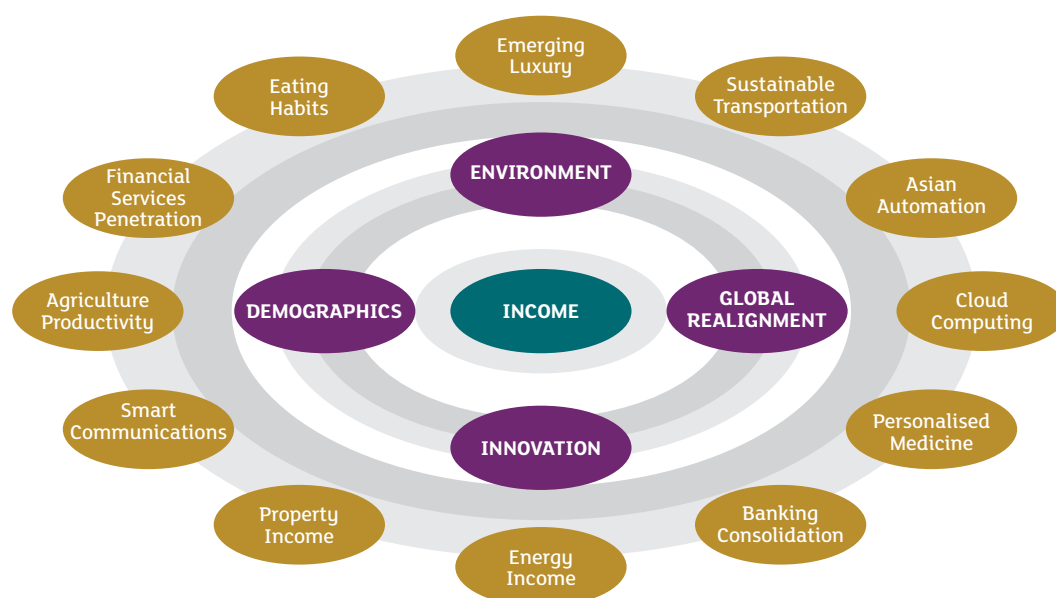 Emerging
Luxury
Eating
Habits
Sustainable
Transportation
ENVIRONMENT
Financial
Services
Penetration
Asian
Automation
Agriculture
Productivity
DEMOGRAPHICS
INCOME
GLOBAL
REALIGNMENT
Cloud
Computing
Smart
Communications
INNOVATION
Personalised
Medicine
Property
Income
Energy
Income
Banking
Consolidation